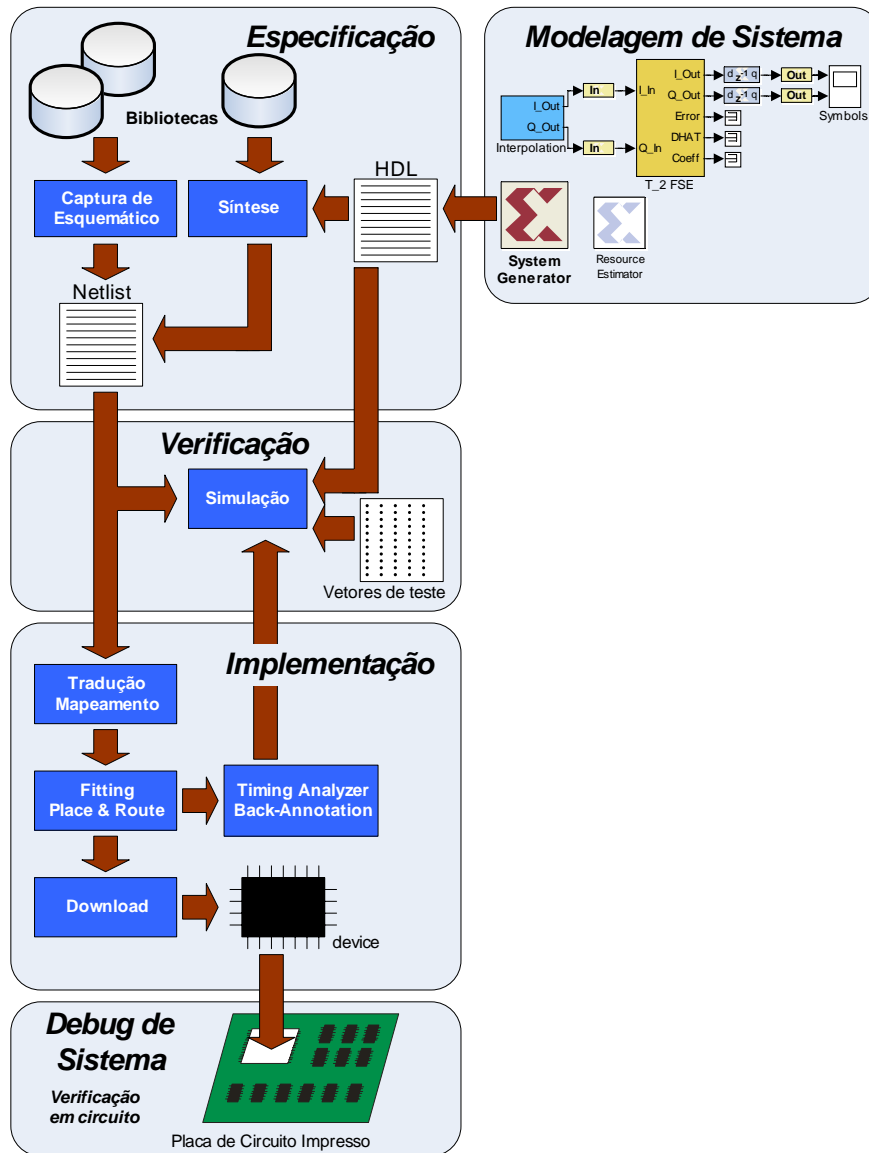 Especificação
Bibliotecas
Captura de
Esquemático
Síntese
HDL
Netlist
Modelagem de Sistema
I_Out
Q_Out
Interpolation
In
In
I_In
Q_In
I_Out
Q_Out
Error
DHAT
Coeff
T_2 FSE
d z-1 q
d z-1 q
Out
Out
Symbols
System
Generator
Resource
Estimator
Verificação
Simulação
Vetores de teste
Implementação
Tradução
Mapeamento
Fitting
Place & Route
Timing Analyzer
Back-Annotation
Download
device
Debug de
Sistema
Verificação
em circuito
Placa de Circuito Impresso